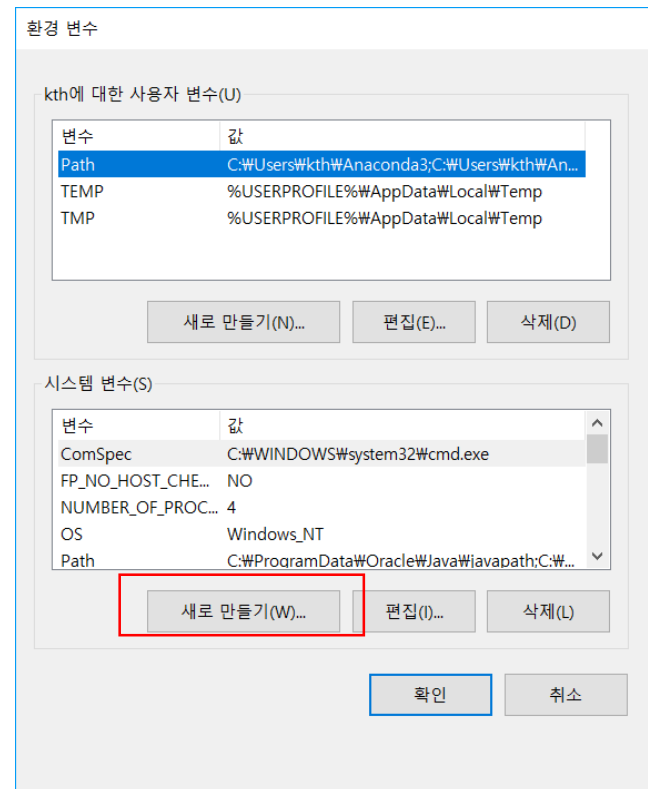 환경 변수
kth에 대한 사용자 변수(U)
변수 값
Path C:₩Users₩kth₩Anaconda3;C:₩Users₩kth₩An...
TEMP %USERPROFILE%₩AppData₩Local₩Temp
TMP %USERPROFILE%₩AppData₩Local₩Temp
새로 만들기(N)... 편집(E)... 삭제(D)
시스템 변수(S)
변수 값
ComSpec C:₩WINDOWS₩system32₩cmd.exe
FP_NO_HOST_CHE... NO
NUMBER_OF_PROC... 4
OS Windows_NT
Path C:₩ProgramData₩Oracle₩Java₩javapath;C:₩...
새로 만들기(W)... 편집(I)... 삭제(L)
확인 취소